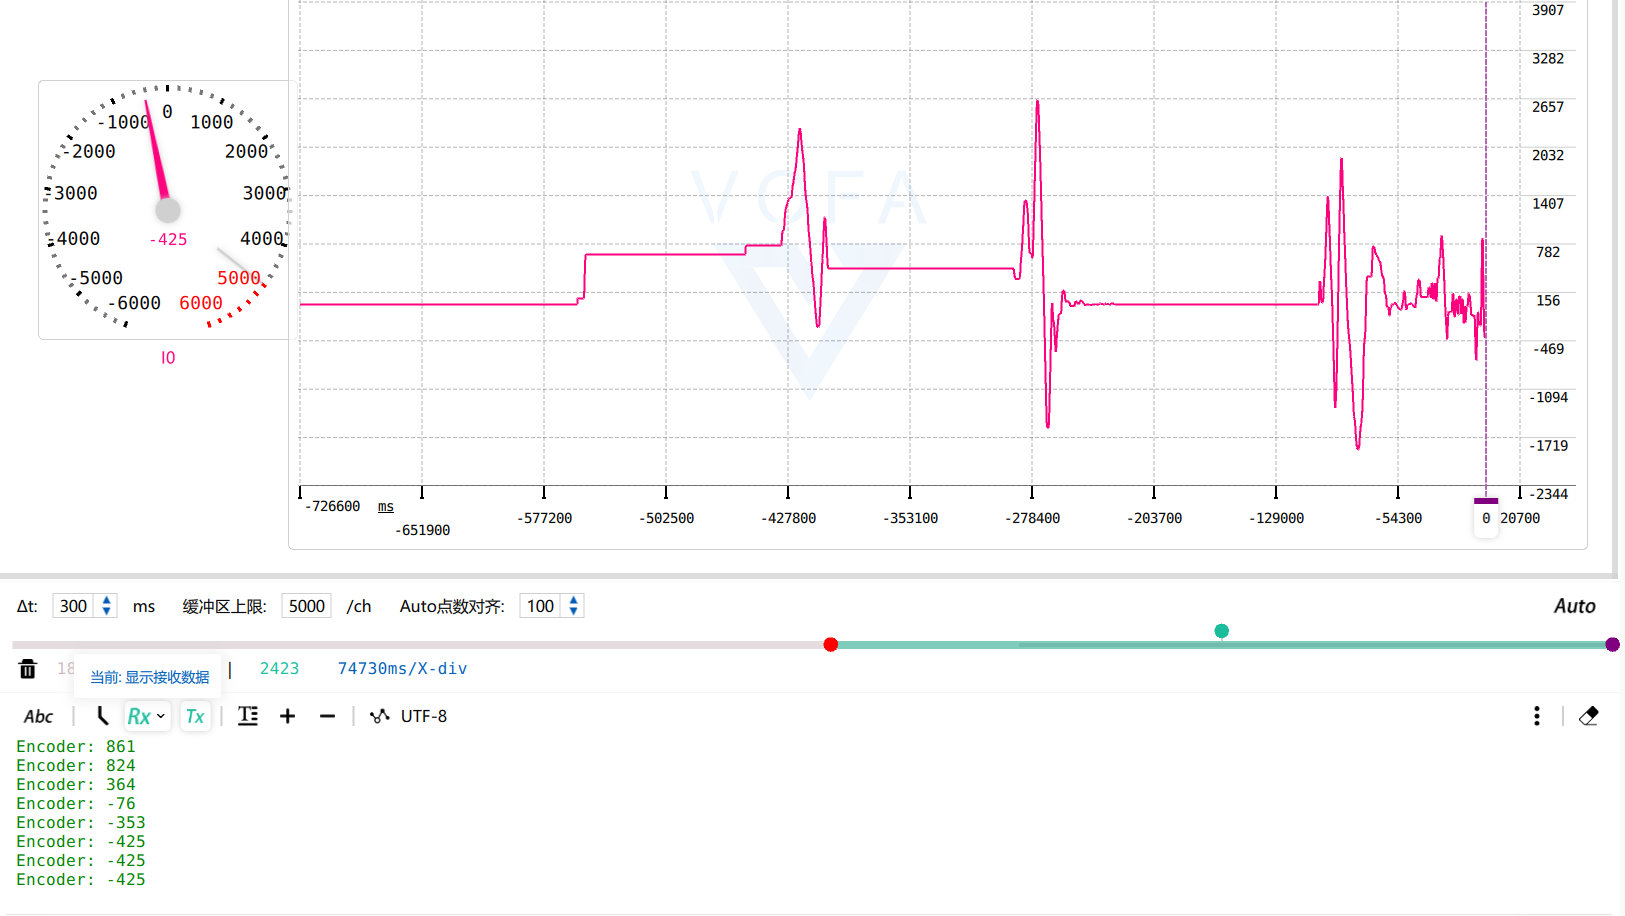 3907
3282
2657
2032
1407
782
156
-469
-1094
-1719
-2344
0
-1000 1000
-2000 2000
-3000 3000
-4000 4000
-425
-5000 5000
-6000 6000
I0
VOFA
-726600 ms
-651900
-577200 -502500 -427800 -353100 -278400 -203700 -129000 -54300 0 20700
Δt: 300 ms 缓冲区上限: 5000 /ch Auto点数对齐: 100 Auto
18 | 2423 74730ms/X-div
当前: 显示接收数据
Abc | Rx Tx | T + − | UTF-8
Encoder: 861
Encoder: 824
Encoder: 364
Encoder: -76
Encoder: -353
Encoder: -425
Encoder: -425
Encoder: -425